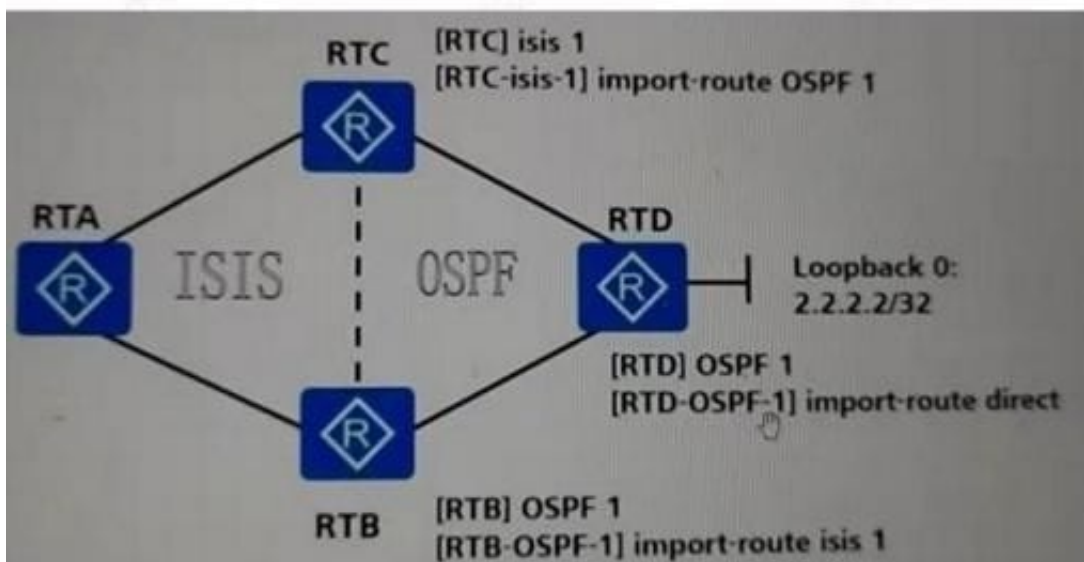 RTC
[RTC] isis 1
[RTC-isis-1] import-route OSPF 1
R
RTA
R
ISIS
OSPF
RTD
R
Loopback 0:
2.2.2.2/32
[RTD] OSPF 1
[RTD-OSPF-1] import-route direct
R
RTB
[RTB] OSPF 1
[RTB-OSPF-1] import-route isis 1